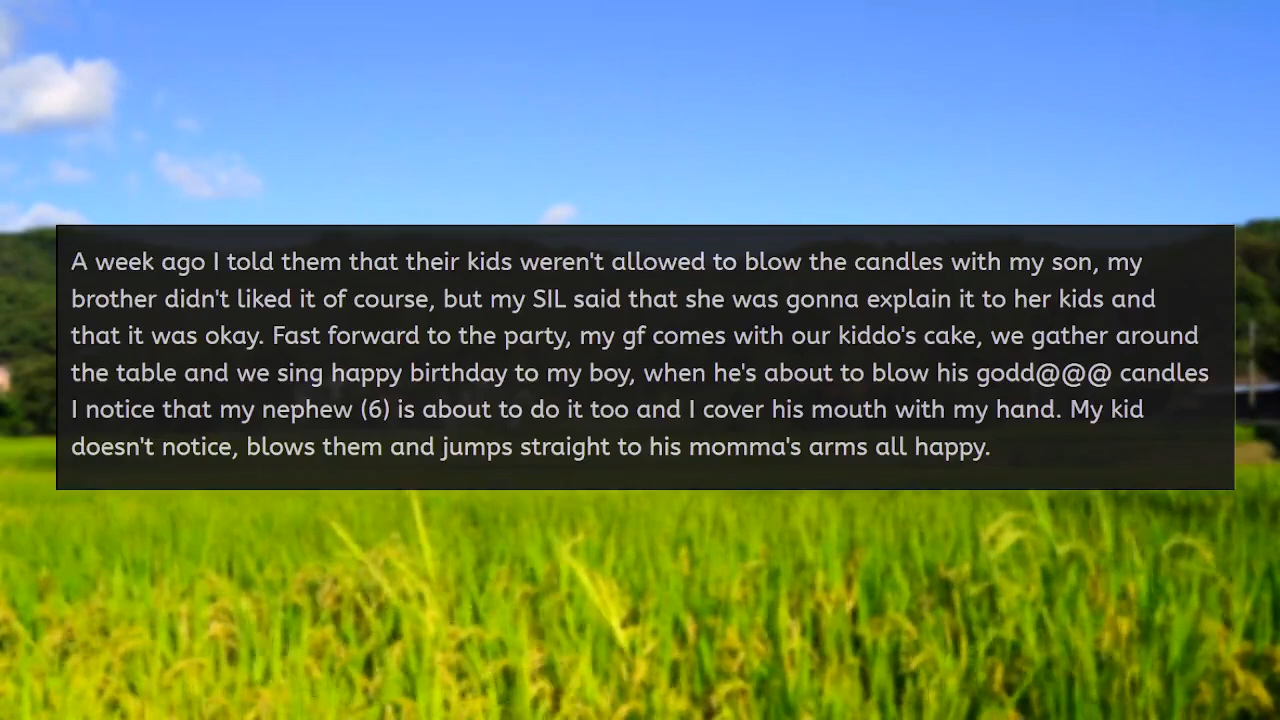 A week ago I told them that their kids weren't allowed to blow the candles with my son, my
brother didn't liked it of course, but my SIL said that she was gonna explain it to her kids and
that it was okay. Fast forward to the party, my gf comes with our kiddo's cake, we gather around
the table and we sing happy birthday to my boy, when he's about to blow his godd@@@ candles
I notice that my nephew (6) is about to do it too and I cover his mouth with my hand. My kid
doesn't notice, blows them and jumps straight to his momma's arms all happy.